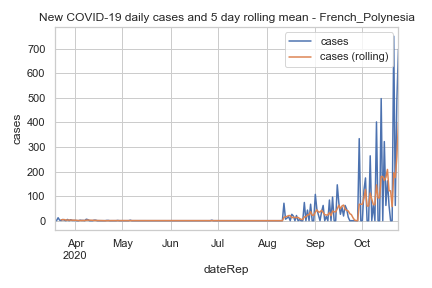 New COVID-19 daily cases and 5 day rolling mean - French_Polynesia
cases
cases (rolling)
700
600
500
400
300
200
100
0
cases
Apr May Jun Jul Aug Sep Oct
2020
dateRep